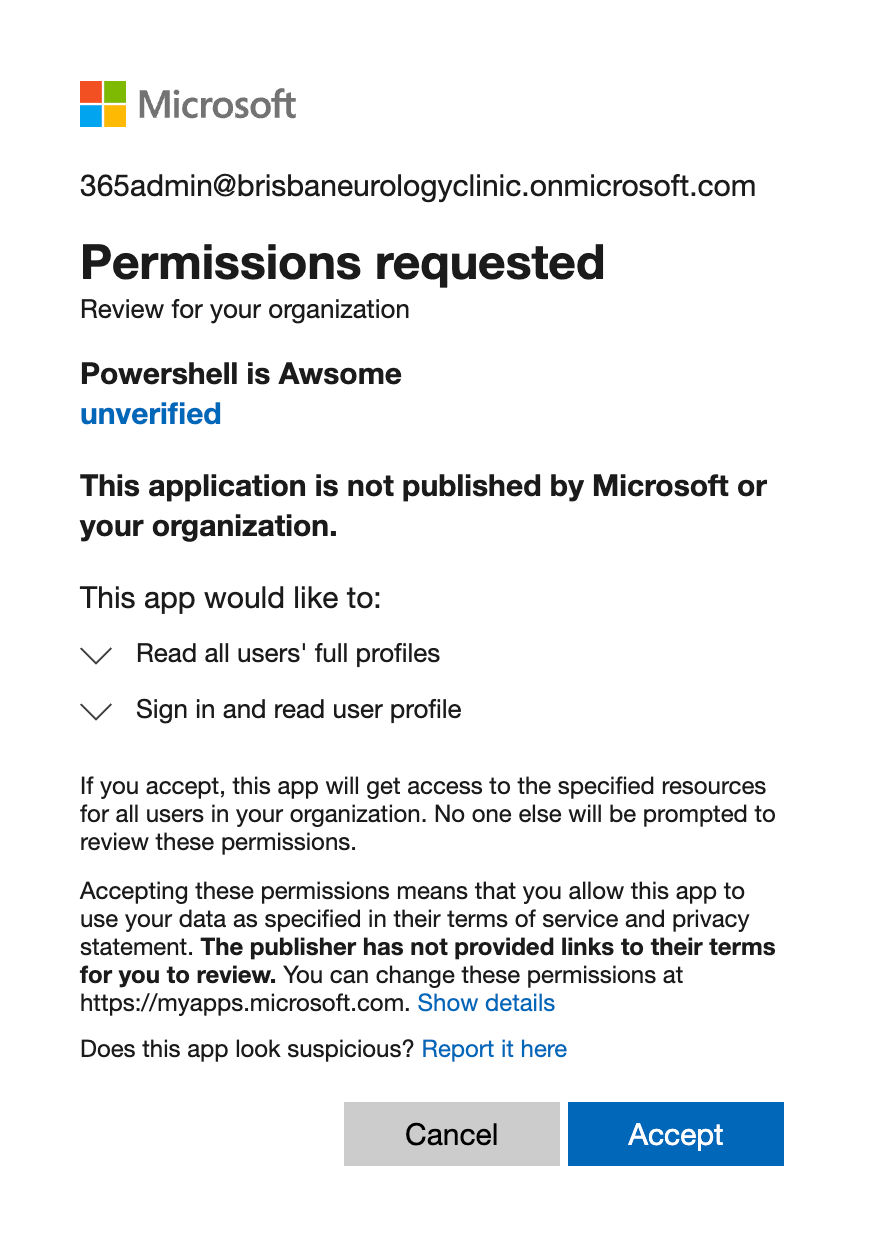 Microsoft
365admin@brisbaneurologyclinic.onmicrosoft.com
Permissions requested
Review for your organization
Powershell is Awsome
unverified
This application is not published by Microsoft or
your organization.
This app would like to:
Read all users' full profiles
Sign in and read user profile
If you accept, this app will get access to the specified resources
for all users in your organization. No one else will be prompted to
review these permissions.
Accepting these permissions means that you allow this app to
use your data as specified in their terms of service and privacy
statement. The publisher has not provided links to their terms
for you to review. You can change these permissions at
https://myapps.microsoft.com. Show details
Does this app look suspicious? Report it here
Cancel Accept